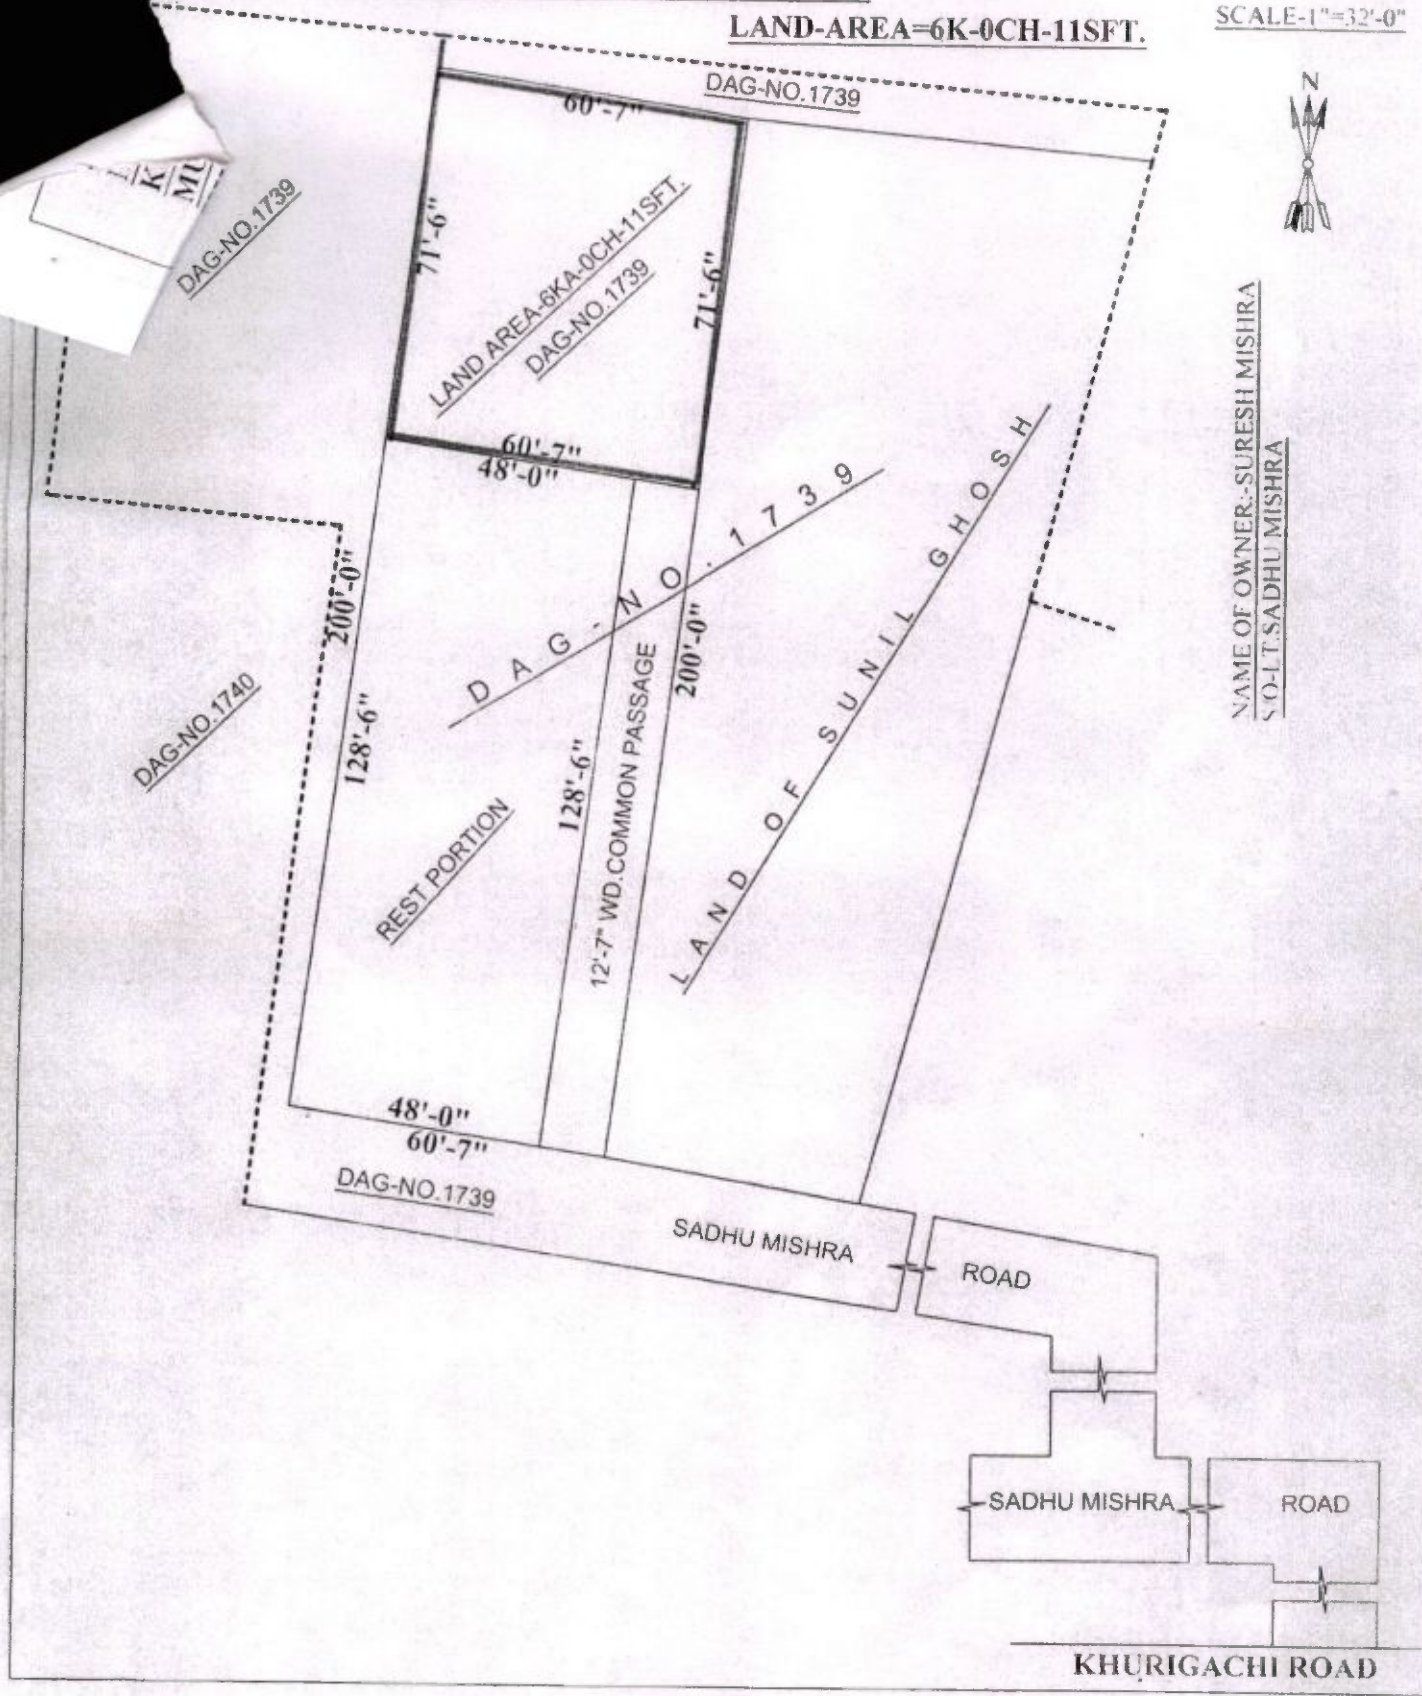 LAND-AREA=6K-0CH-11SFT.
SCALE-1"=32'-0"
N
DAG-NO.1739
60'-7"
K
MU
DAG-NO.1739
71'-6"
LAND AREA-6KA-0CH-11SFT.
DAG-NO.1739
71'-6"
60'-7"
48'-0"
NAME OF OWNER:-SURESH MISHRA
S/O-LT.SADHU MISHRA
DAG-NO.1739
LAND OF SUNIL GHOSH
200'-0"
200'-0"
DAG-NO.1740
128'-6"
128'-6"
12'-7" WD.COMMON PASSAGE
REST PORTION
48'-0"
60'-7"
DAG-NO.1739
SADHU MISHRA
ROAD
SADHU MISHRA
ROAD
KHURIGACHI ROAD